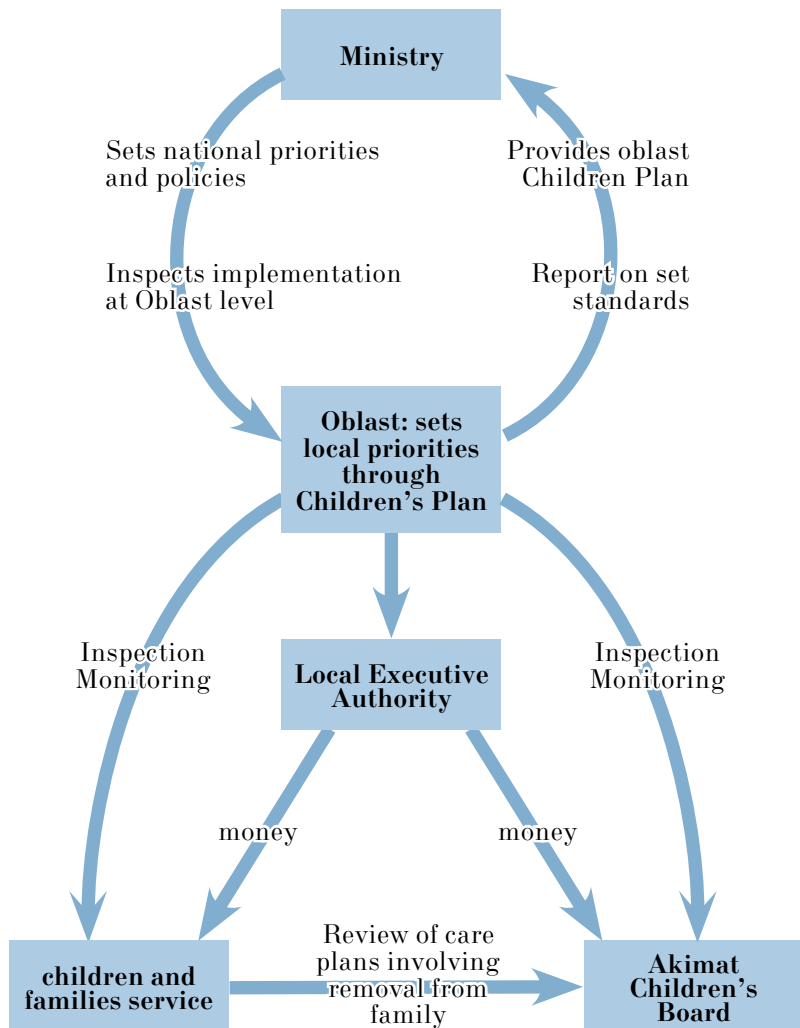 Ministry
Sets national priorities
and policies
Provides oblast
Children Plan
Inspects implementation
at Oblast level
Report on set
standards
Oblast: sets
local priorities
through
Children's Plan
Inspection
Monitoring
Local Executive
Authority
Inspection
Monitoring
money
money
children and
families service
Review of care
plans involving
removal from
family
Akimat
Children's
Board